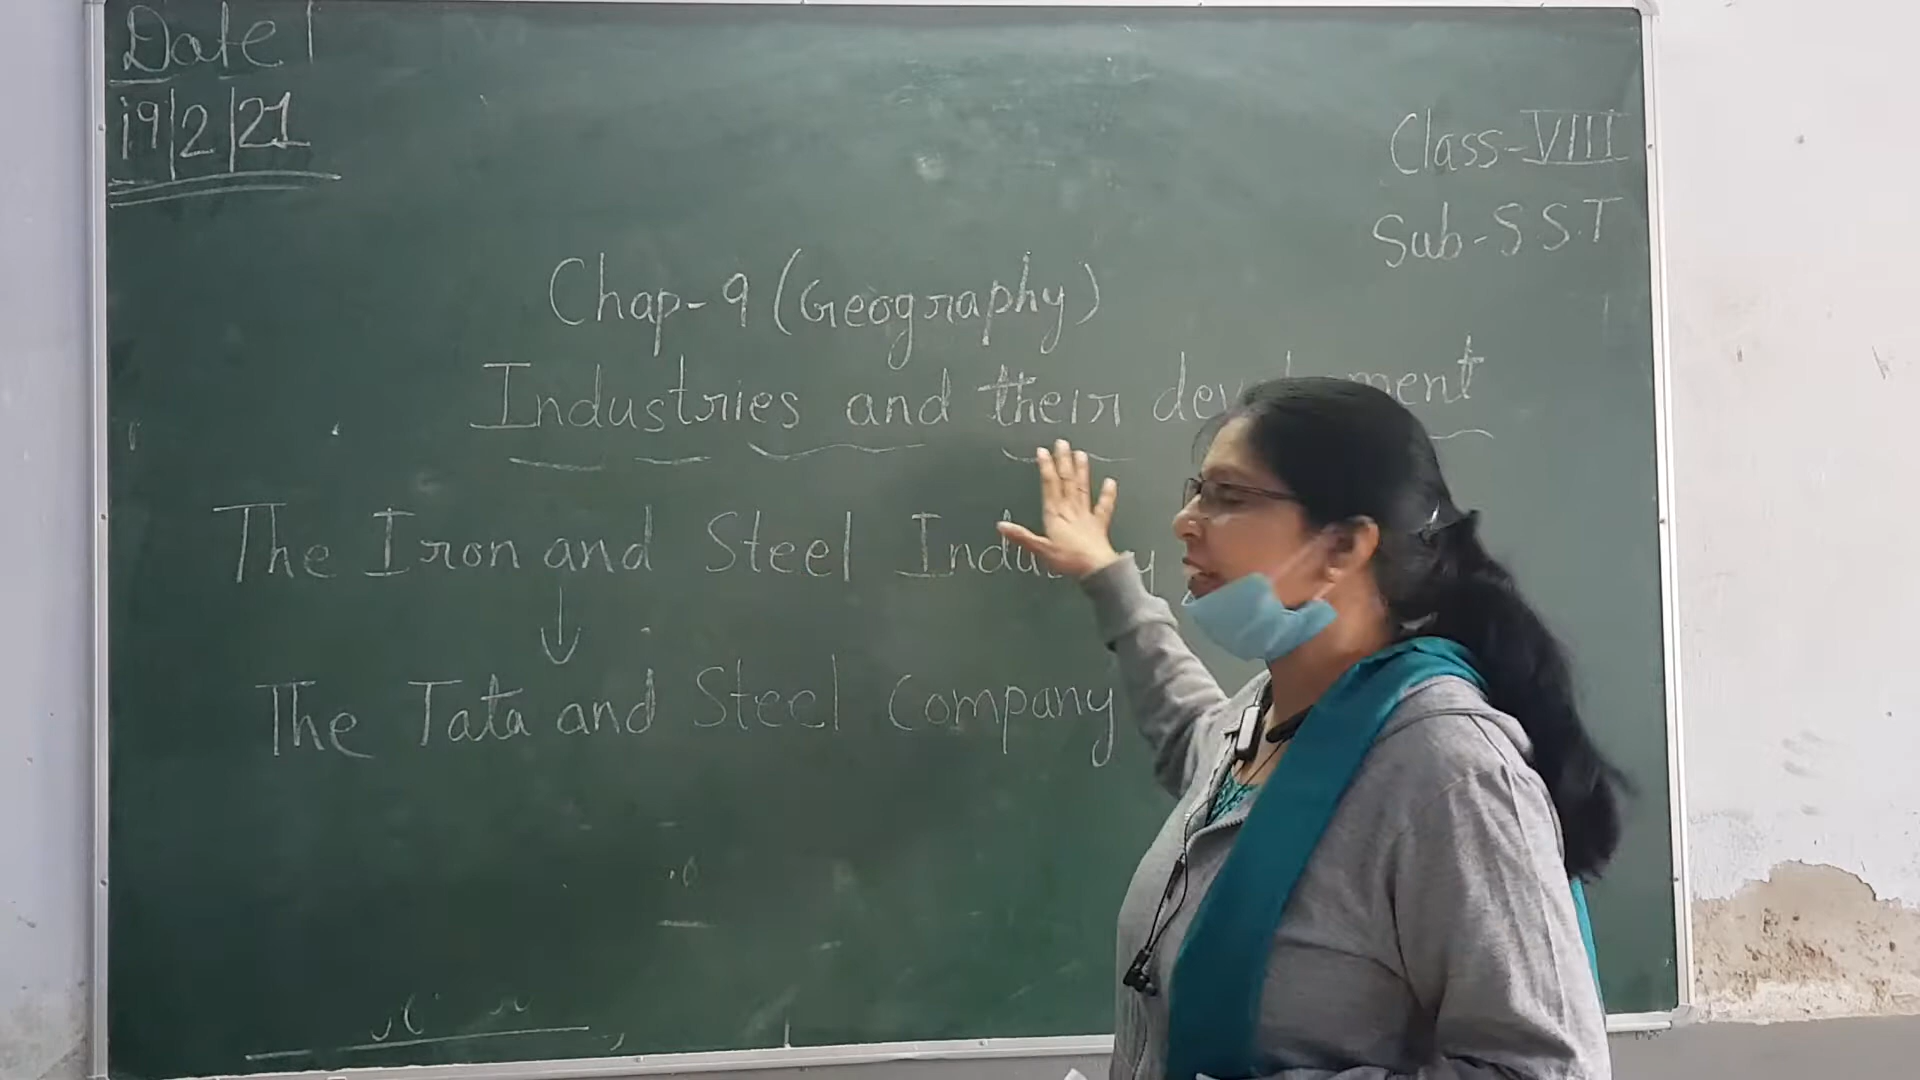 Date
19/2/21
Class-VIII
Sub-S.S.T
Chap-9 (Geography)
Industries and their development
The Iron and Steel Industry
The Tata and Steel Company